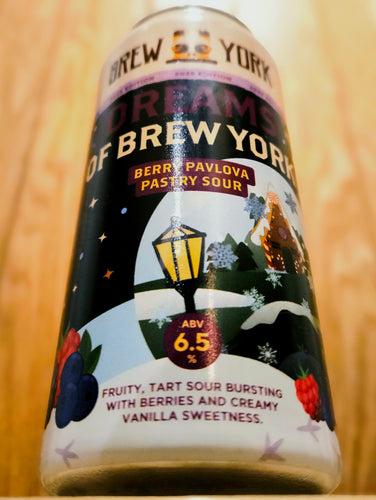 BREW YORK
2025 EDITION
DREAMS
OF BREW YORK
BERRY PAVLOVA
PASTRY SOUR
ABV
6.5
%
FRUITY, TART SOUR BURSTING
WITH BERRIES AND CREAMY
VANILLA SWEETNESS.